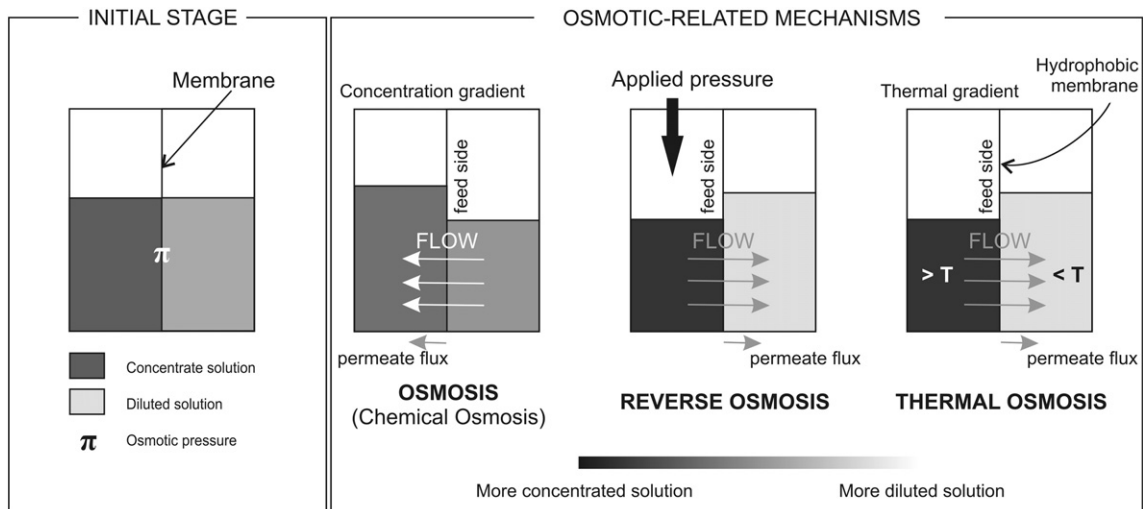 INITIAL STAGE
Membrane
π
Concentrate solution
Diluted solution
π Osmotic pressure
OSMOTIC-RELATED MECHANISMS
Concentration gradient
feed side
FLOW
permeate flux
OSMOSIS
(Chemical Osmosis)
Applied pressure
feed side
FLOW
permeate flux
REVERSE OSMOSIS
Thermal gradient
Hydrophobic
membrane
feed side
FLOW
> T
< T
permeate flux
THERMAL OSMOSIS
More concentrated solution
More diluted solution